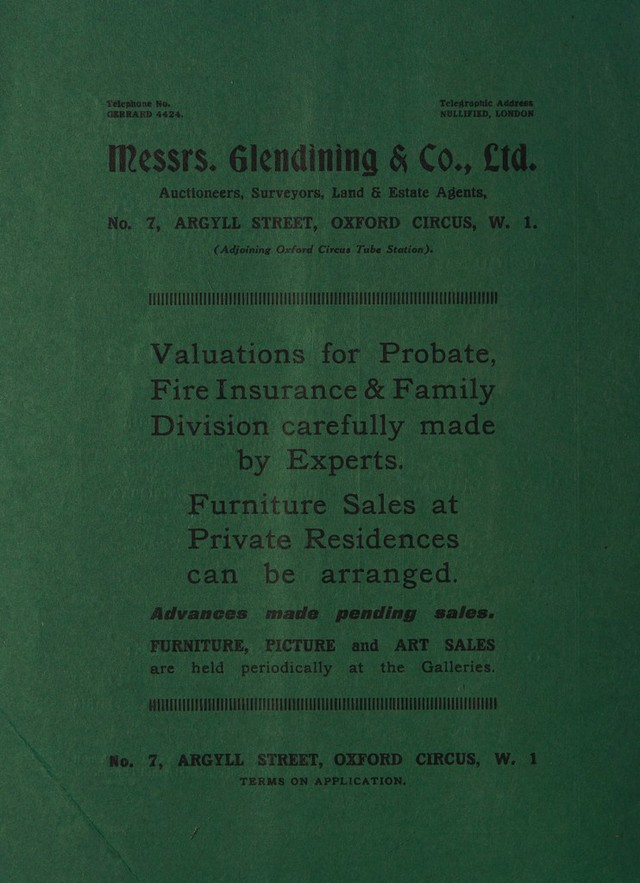 Telephone No.
GERRARD 4424.
Telegraphic Address
NULLIFIED, LONDON
Messrs. Glendining & Co., Ltd.
Auctioneers, Surveyors, Land & Estate Agents,
No. 7, ARGYLL STREET, OXFORD CIRCUS, W. 1.
(Adjoining Oxford Circus Tube Station).
Valuations for Probate,
Fire Insurance & Family
Division carefully made
by Experts.
Furniture Sales at
Private Residences
can be arranged.
Advances made pending sales.
FURNITURE, PICTURE and ART SALES
are held periodically at the Galleries.
No. 7, ARGYLL STREET, OXFORD CIRCUS, W. 1
TERMS ON APPLICATION.